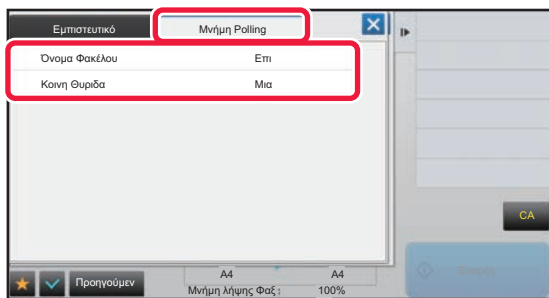 Εμπιστευτικό Μνήμη Polling
Όνομα Φακέλου Επι
Κοινη Θυριδα Μια
CA
Προηγούμεν
A4 A4
Μνήμη λήψης Φαξ : 100%